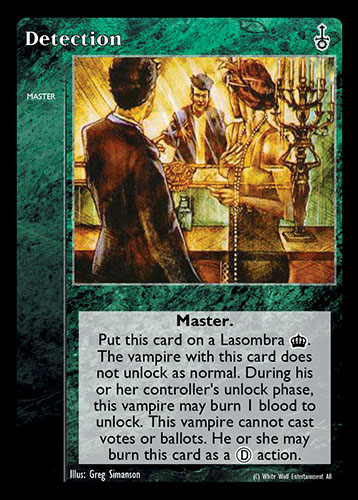 Detection
MASTER
Master.
Put this card on a Lasombra
The vampire with this card does
not unlock as normal. During his
or her controller's unlock phase,
this vampire may burn 1 blood to
unlock. This vampire cannot cast
votes or ballots. He or she may
burn this card as a Ⓓ action.
Illus: Greg Simanson
(C) White Wolf Entertainment AB